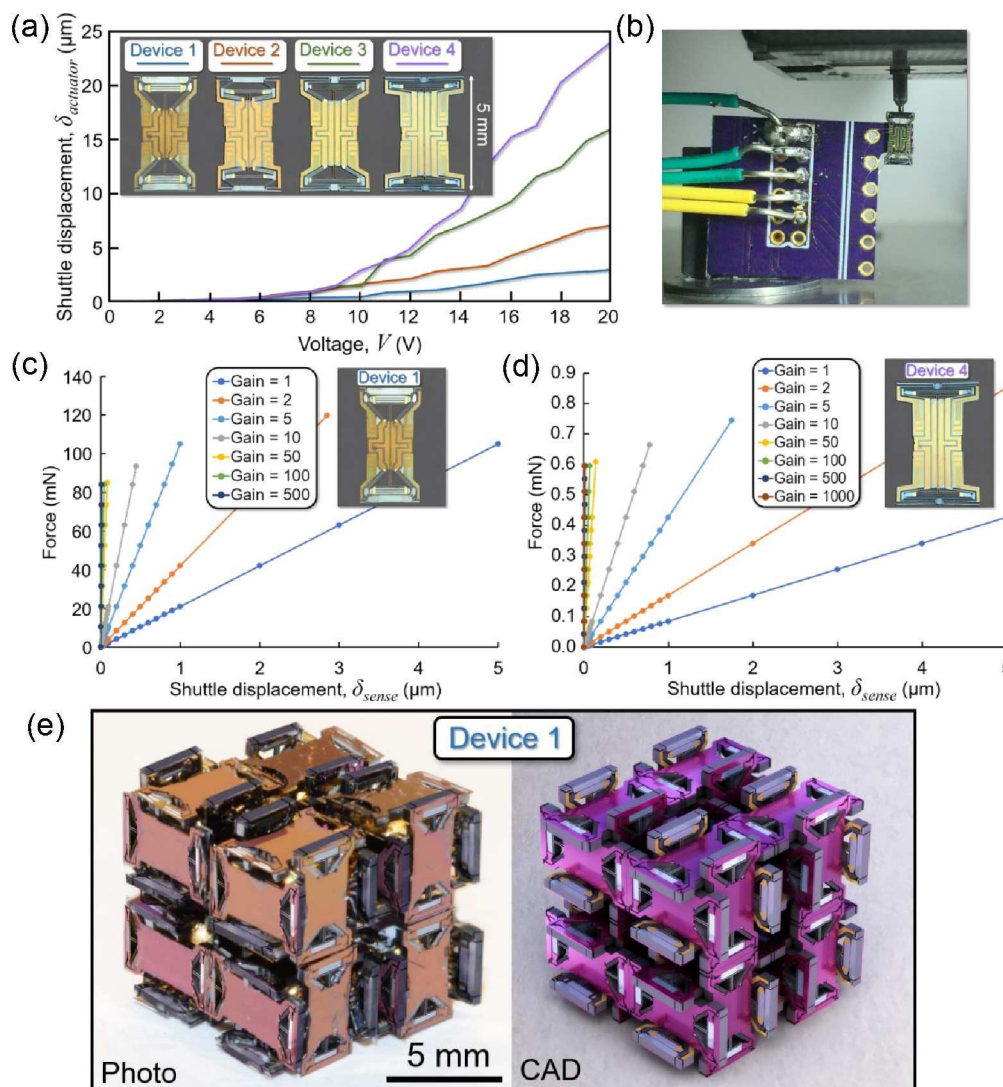 (a)
Shuttle displacement, δactuator (µm)
25
20
15
10
5
0
Device 1
Device 2
Device 3
Device 4
5 mm
0 2 4 6 8 10 12 14 16 18 20
Voltage, V (V)
(b)
(c)
Force (mN)
140
120
100
80
60
40
20
0
Gain = 1
Gain = 2
Gain = 5
Gain = 10
Gain = 50
Gain = 100
Gain = 500
Device 1
0 1 2 3 4 5
Shuttle displacement, δsense (µm)
(d)
Force (mN)
0.9
0.8
0.7
0.6
0.5
0.4
0.3
0.2
0.1
0.0
Gain = 1
Gain = 2
Gain = 5
Gain = 10
Gain = 50
Gain = 100
Gain = 500
Gain = 1000
Device 4
0 1 2 3 4 5
Shuttle displacement, δsense (µm)
(e)
Device 1
Photo
5 mm
CAD